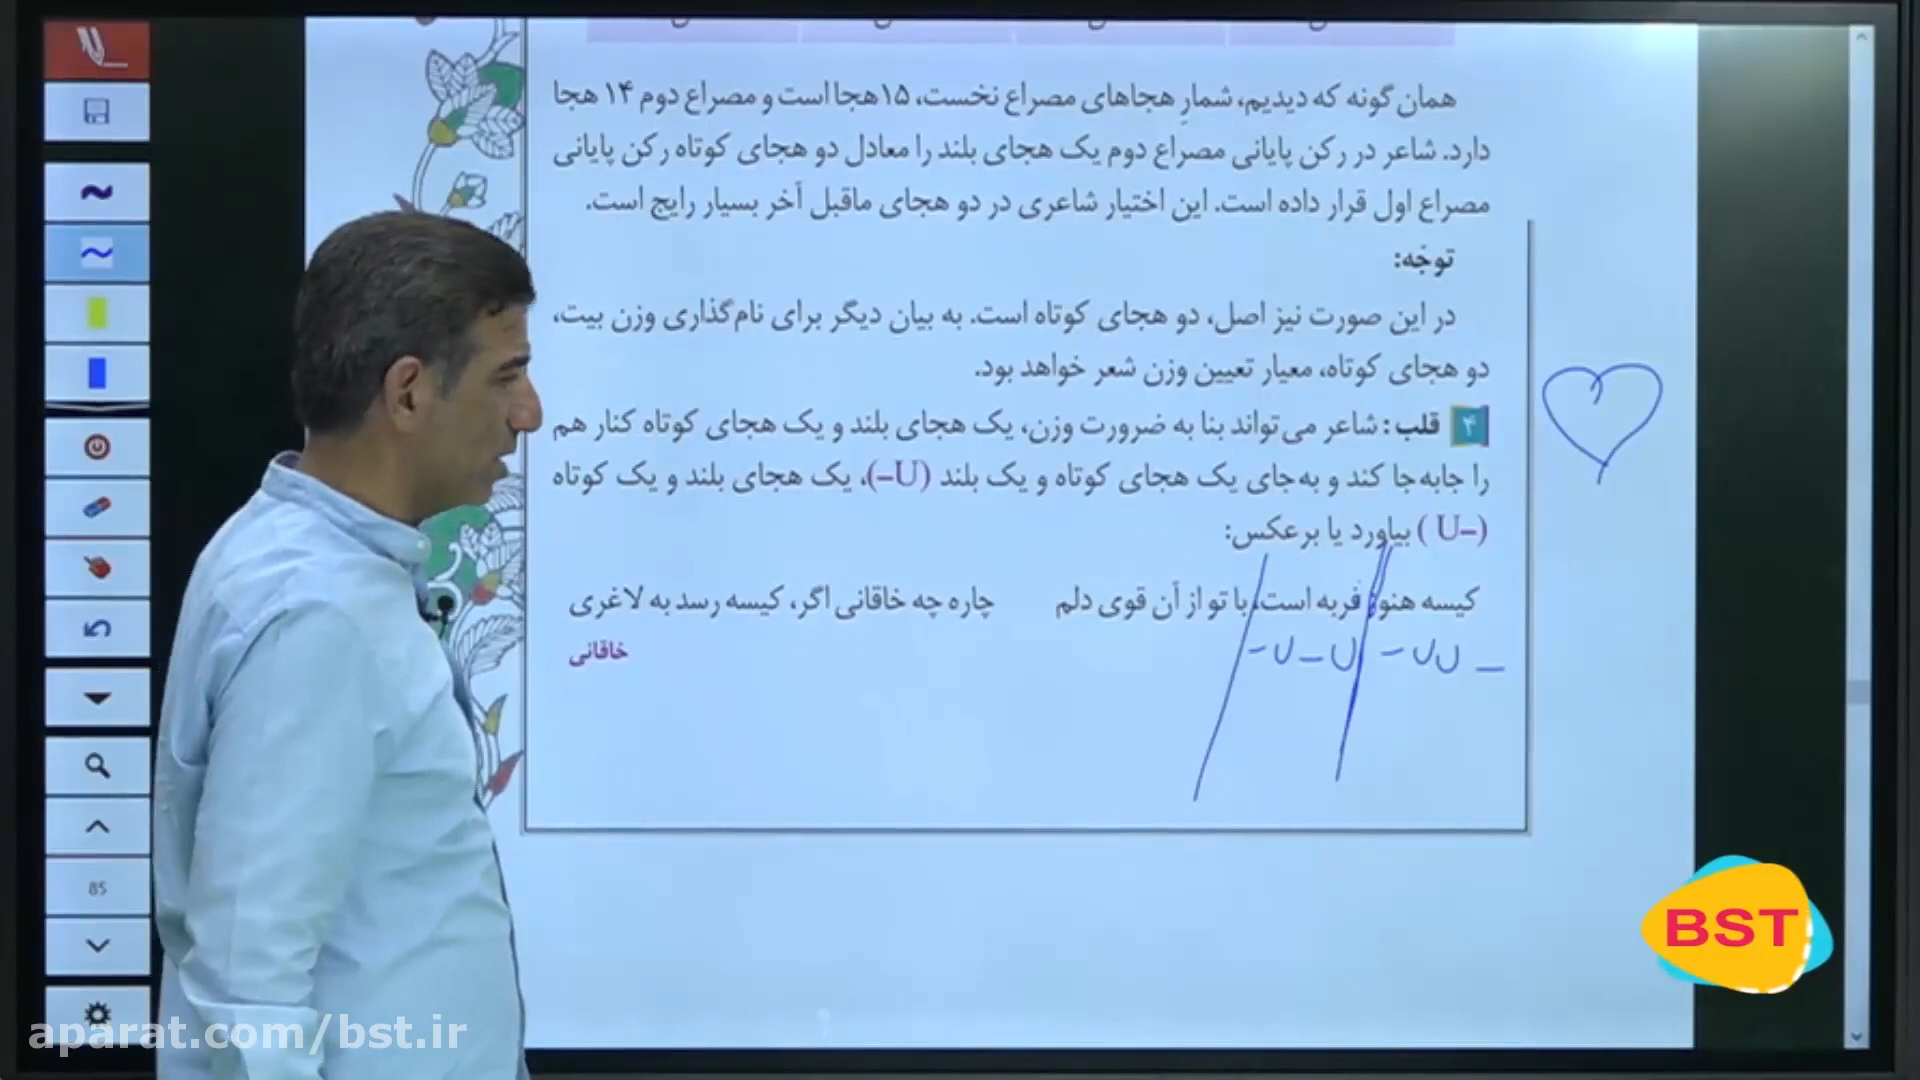 همان گونه که دیدیم، شمارِ هجاهای مصراع نخست، ۱۵ هجا است و مصراع دوم ۱۴ هجا
دارد. شاعر در رکن پایانی مصراع دوم یک هجای بلند را معادل دو هجای کوتاه رکن پایانی
مصراع اول قرار داده است. این اختیار شاعری در دو هجای ماقبل آخر بسیار رایج است.
توجّه:
در این صورت نیز اصل، دو هجای کوتاه است. به بیان دیگر برای نام‌گذاری وزن بیت،
دو هجای کوتاه، معیار تعیین وزن شعر خواهد بود.
۴ قلب: شاعر می‌تواند بنا به ضرورت وزن، یک هجای بلند و یک هجای کوتاه کنار هم
را جابه‌جا کند و به‌جای یک هجای کوتاه و یک بلند (U–)، یک هجای بلند و یک کوتاه
(–U) بیاورد یا برعکس:
کیسه هنوز فربه است، با تو از آن قوی دلم چاره چه خاقانی اگر، کیسه رسد به لاغری
– U – U – U U –
خاقانی
85
BST
aparat.com/bst.ir